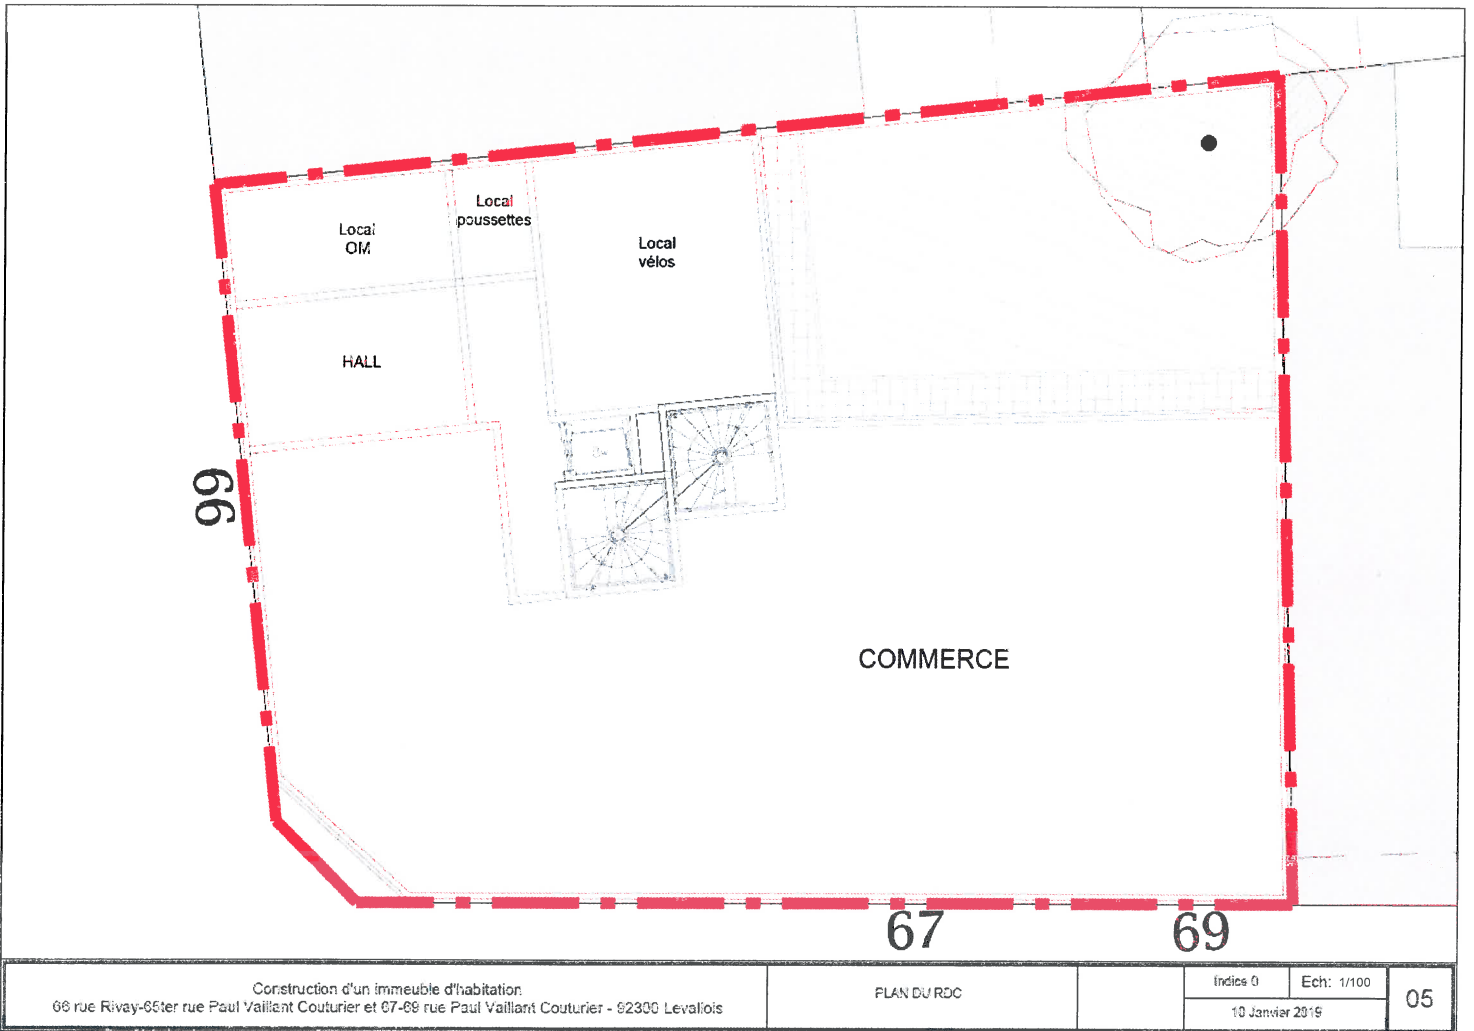 Local
OM
Local
poussettes
Local
vélos
HALL
66
COMMERCE
67
69
Construction d'un immeuble d'habitation
66 rue Rivay-65ter rue Paul Vaillant Couturier et 67-69 rue Paul Vaillant Couturier - 92300 Levallois
PLAN DU RDC
Indice 0
Ech: 1/100
10 Janvier 2019
05